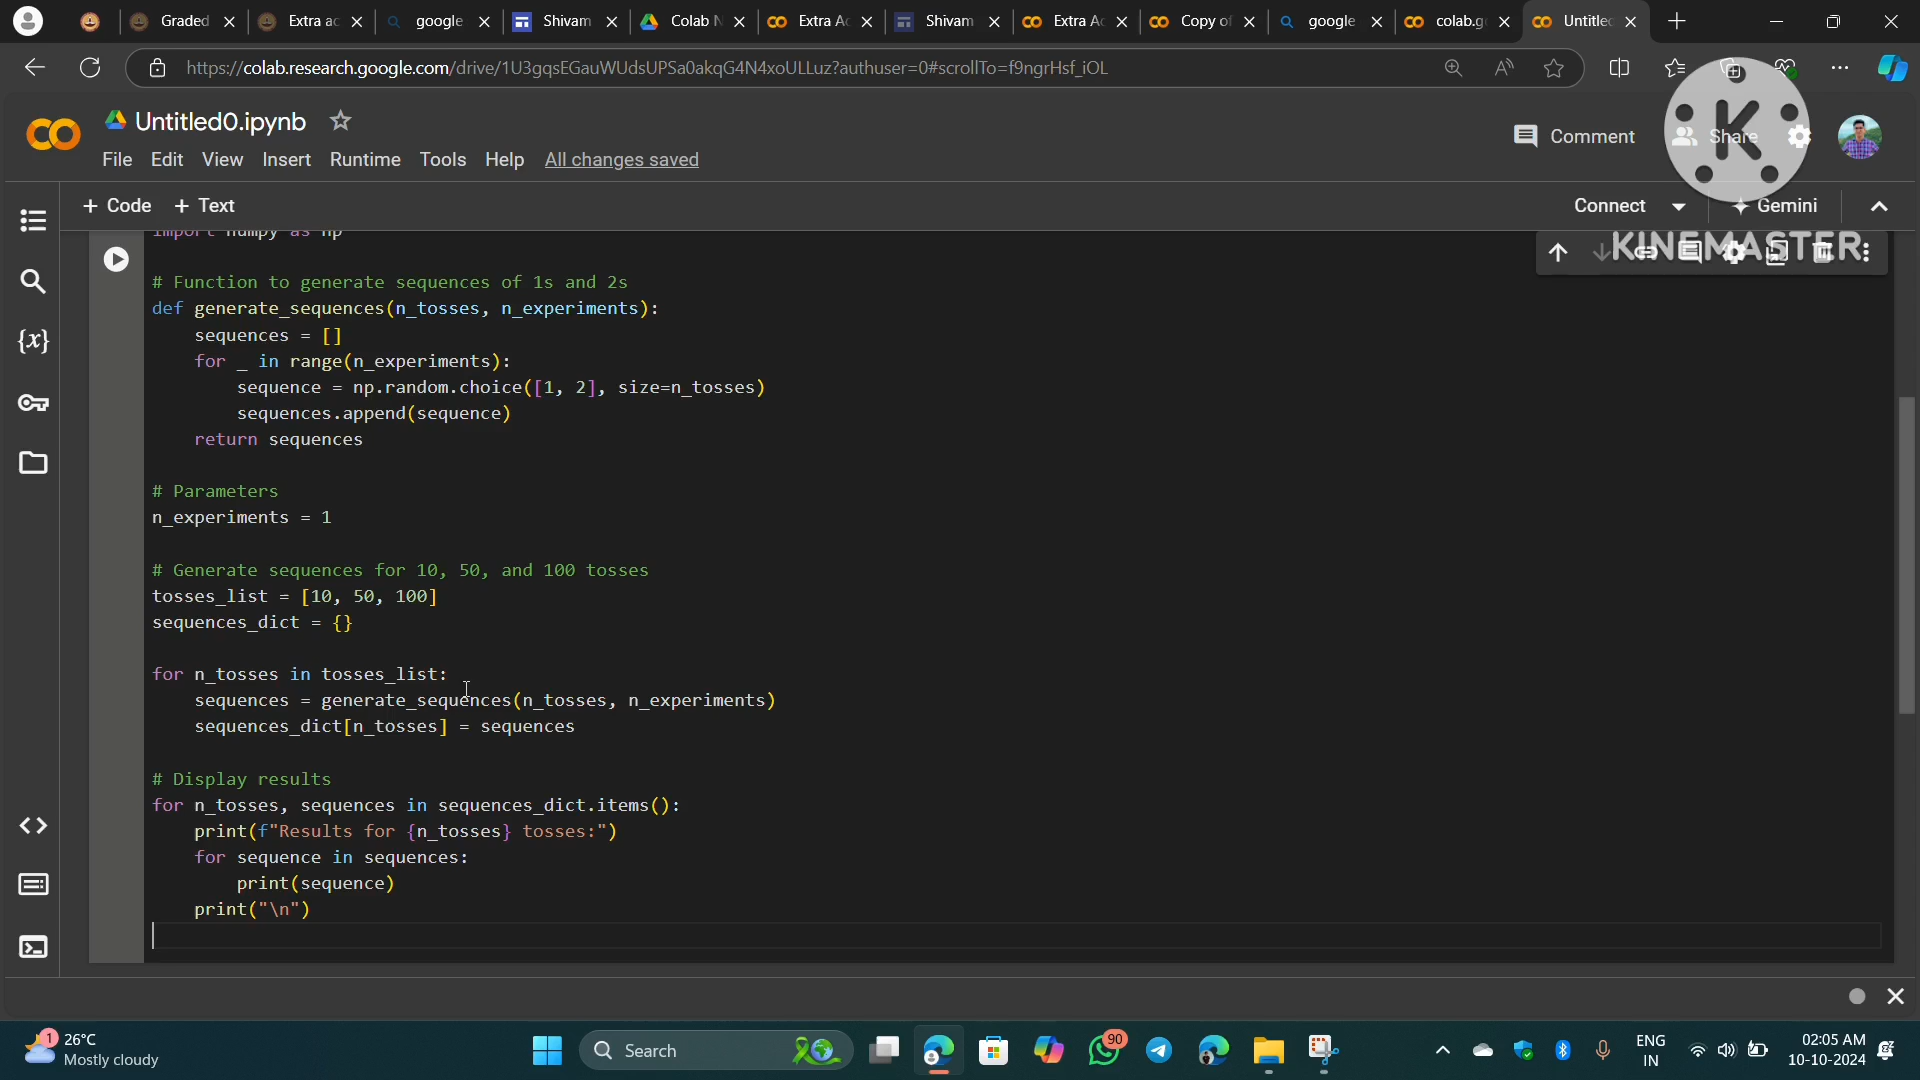 Graded
Extra ac
google
Shivam
Colab N
Extra Ac
Shivam
Extra Ac
Copy of
google
colab.g
Untitled
https://colab.research.google.com/drive/1U3gqsEGauWUdsUPSa0akqG4N4xoULLuz?authuser=0#scrollTo=f9ngrHsf_iOL
Untitled0.ipynb
Comment
Share
K
File Edit View Insert Runtime Tools Help All changes saved
+ Code + Text
Connect
Gemini
KINEMASTER
import numpy as np
# Function to generate sequences of 1s and 2s
def generate_sequences(n_tosses, n_experiments):
sequences = []
for _ in range(n_experiments):
sequence = np.random.choice([1, 2], size=n_tosses)
sequences.append(sequence)
return sequences
# Parameters
n_experiments = 1
# Generate sequences for 10, 50, and 100 tosses
tosses_list = [10, 50, 100]
sequences_dict = {}
for n_tosses in tosses_list:
sequences = generate_sequences(n_tosses, n_experiments)
sequences_dict[n_tosses] = sequences
# Display results
for n_tosses, sequences in sequences_dict.items():
print(f"Results for {n_tosses} tosses:")
for sequence in sequences:
print(sequence)
print("\n")
1
26°C
Mostly cloudy
Search
90
ENG
IN
02:05 AM
10-10-2024